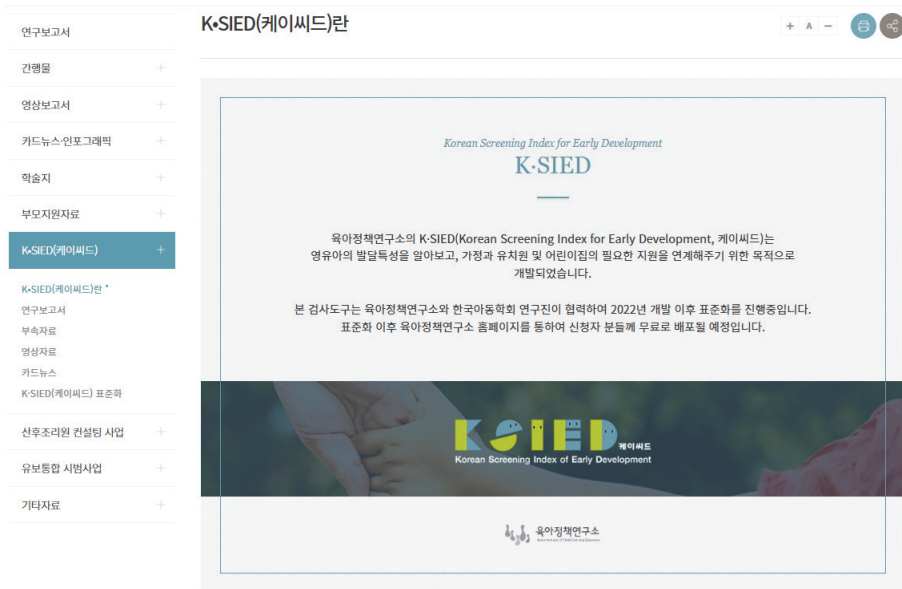 K•SIED(케이씨드)란
+ A −
연구보고서
간행물 +
영상보고서 +
카드뉴스·인포그래픽 +
학술지 +
부모지원자료 +
K•SIED(케이씨드) +
K•SIED(케이씨드)란
연구보고서
부속자료
영상자료
카드뉴스
K·SIED(케이씨드) 표준화
산후조리원 컨설팅 사업 +
유보통합 시범사업 +
기타자료 +
Korean Screening Index for Early Development
K·SIED
육아정책연구소의 K·SIED(Korean Screening Index for Early Development, 케이씨드)는
영유아의 발달특성을 알아보고, 가정과 유치원 및 어린이집의 필요한 지원을 연계해주기 위한 목적으로
개발되었습니다.
본 검사도구는 육아정책연구소와 한국아동학회 연구진이 협력하여 2022년 개발 이후 표준화를 진행중입니다.
표준화 이후 육아정책연구소 홈페이지를 통하여 신청자 분들께 무료로 배포될 예정입니다.
KSIED 케이씨드
Korean Screening Index of Early Development
육아정책연구소